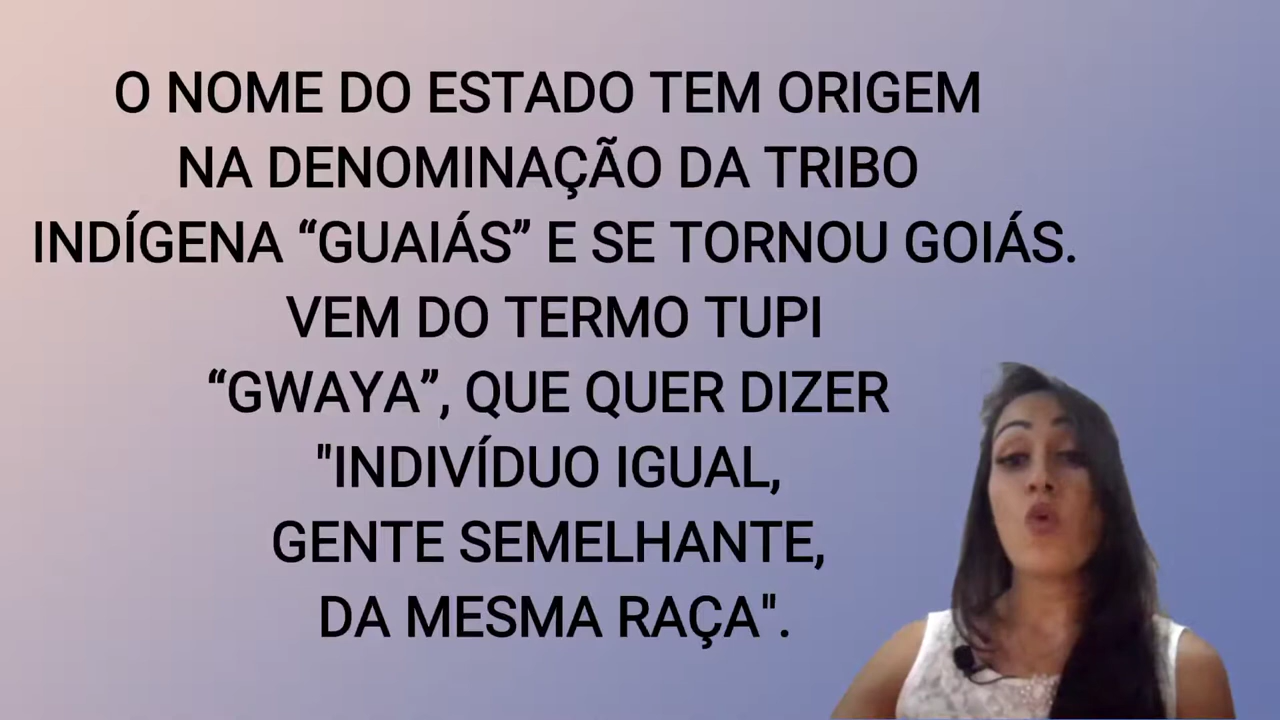 O NOME DO ESTADO TEM ORIGEM
NA DENOMINAÇÃO DA TRIBO
INDÍGENA “GUAIÁS” E SE TORNOU GOIÁS.
VEM DO TERMO TUPI
“GWAYA”, QUE QUER DIZER
"INDIVÍDUO IGUAL,
GENTE SEMELHANTE,
DA MESMA RAÇA".